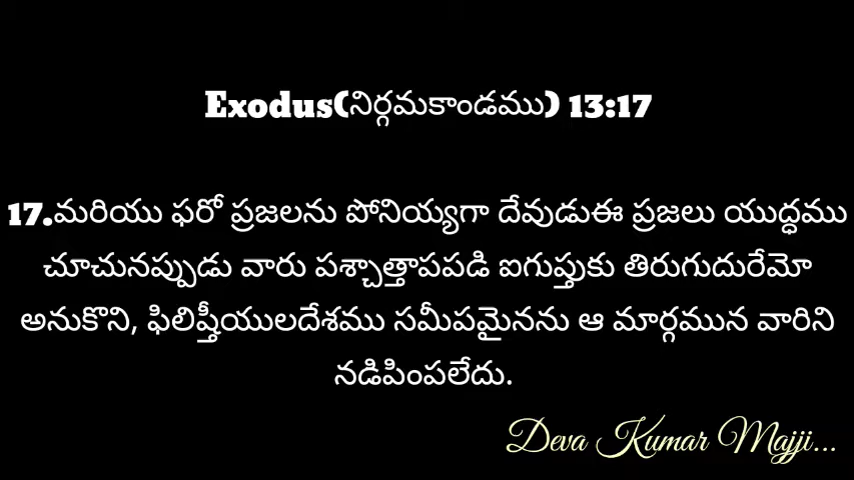 Exodus(నిర్గమకాండము) 13:17
17.మరియు ఫరో ప్రజలను పోనియ్యగా దేవుడుఈ ప్రజలు యుద్ధము
చూచునప్పుడు వారు పశ్చాత్తాపపడి ఐగుప్తుకు తిరుగుదురేమో
అనుకొని, ఫిలిష్తీయులదేశము సమీపమైనను ఆ మార్గమున వారిని
నడిపింపలేదు.
Deva Kumar Majji...